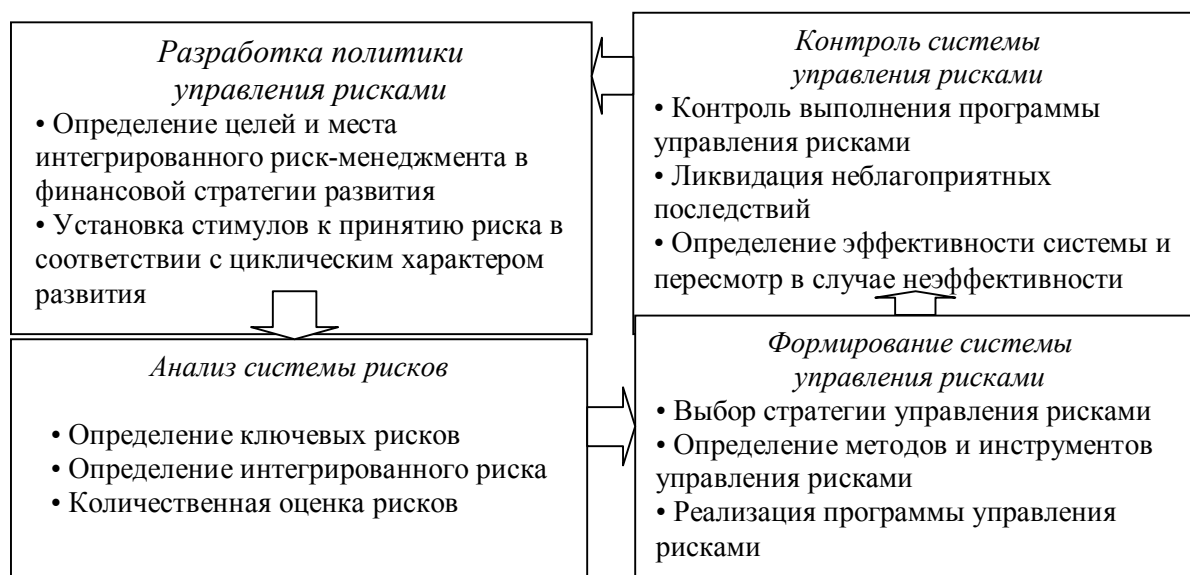 Разработка политики
управления рисками
• Определение целей и места
интегрированного риск-менеджмента в
финансовой стратегии развития
• Установка стимулов к принятию риска в
соответствии с циклическим характером
развития
Контроль системы
управления рисками
• Контроль выполнения программы
управления рисками
• Ликвидация неблагоприятных
последствий
• Определение эффективности системы и
пересмотр в случае неэффективности
Анализ системы рисков
• Определение ключевых рисков
• Определение интегрированного риска
• Количественная оценка рисков
Формирование системы
управления рисками
• Выбор стратегии управления рисками
• Определение методов и инструментов
управления рисками
• Реализация программы управления
рисками